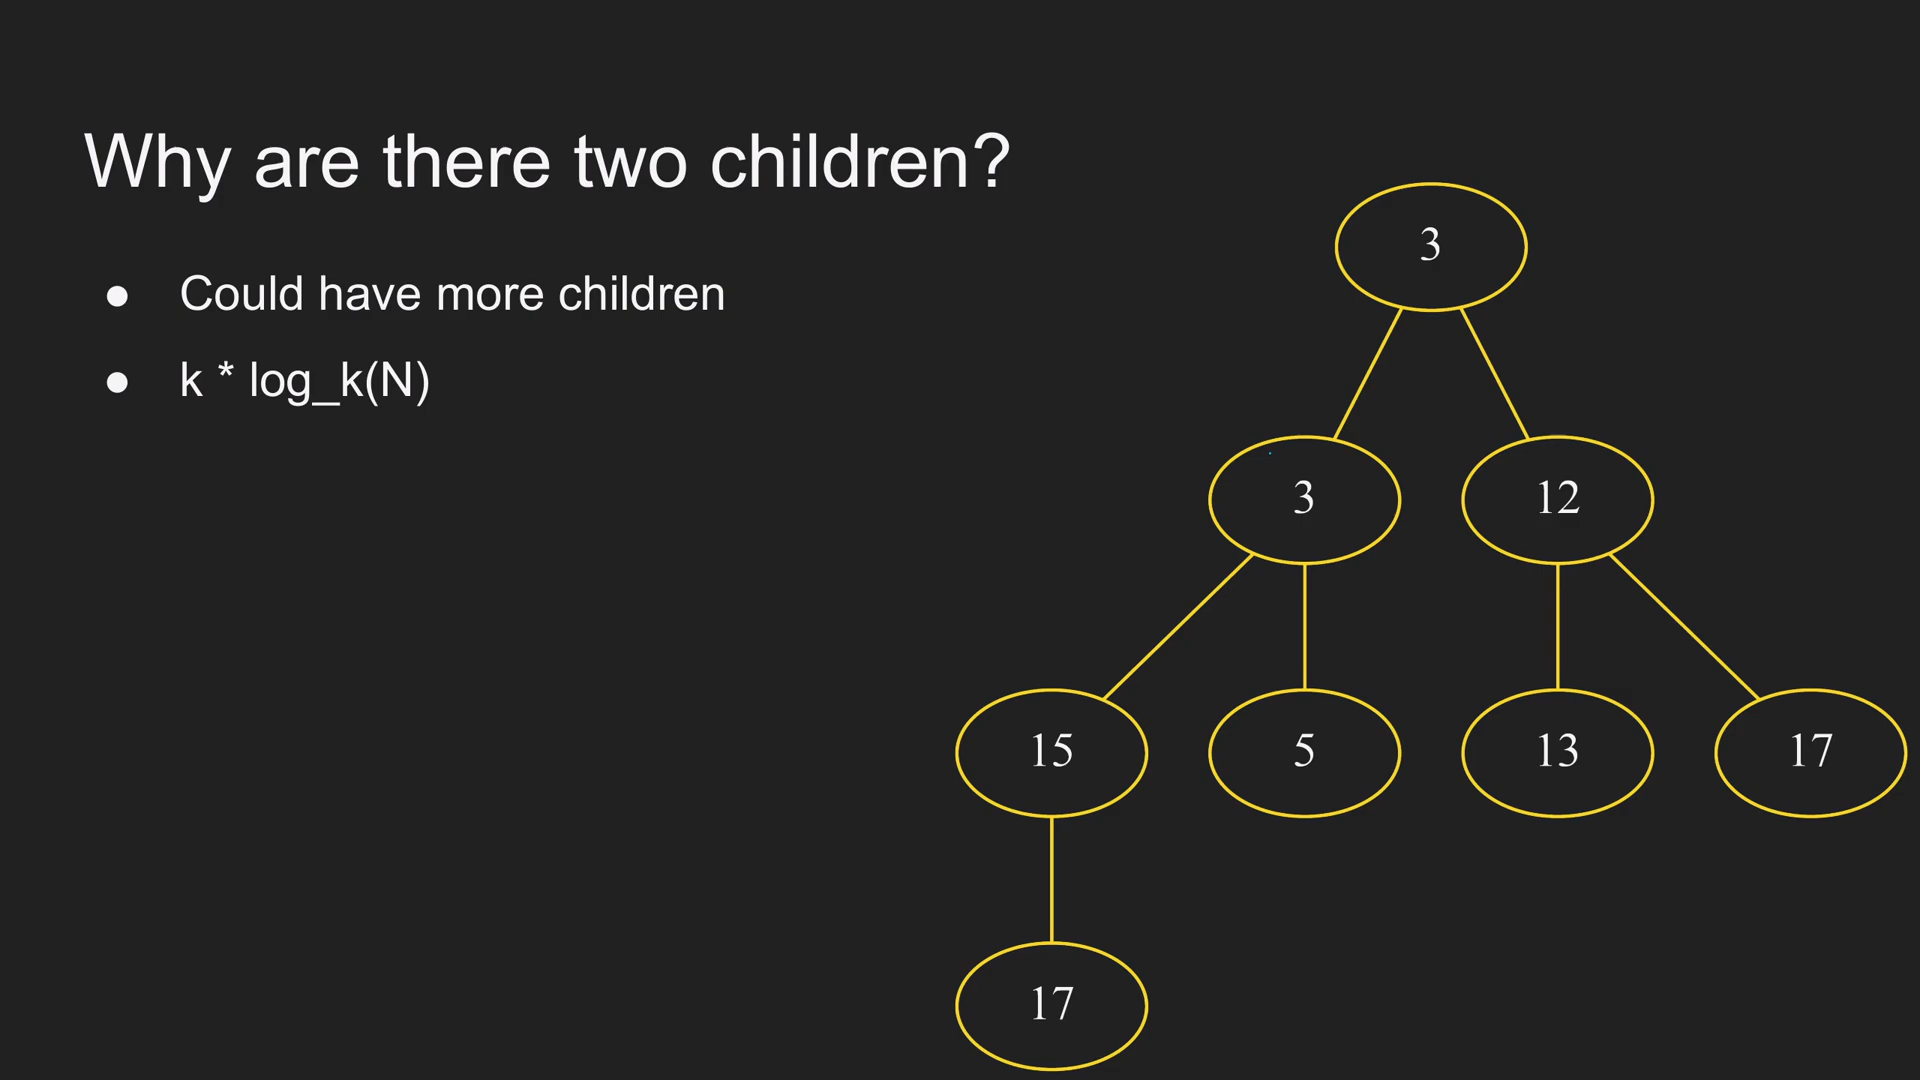 Why are there two children?
● Could have more children
● k * log_k(N)
3
3 12
15 5 13 17
17